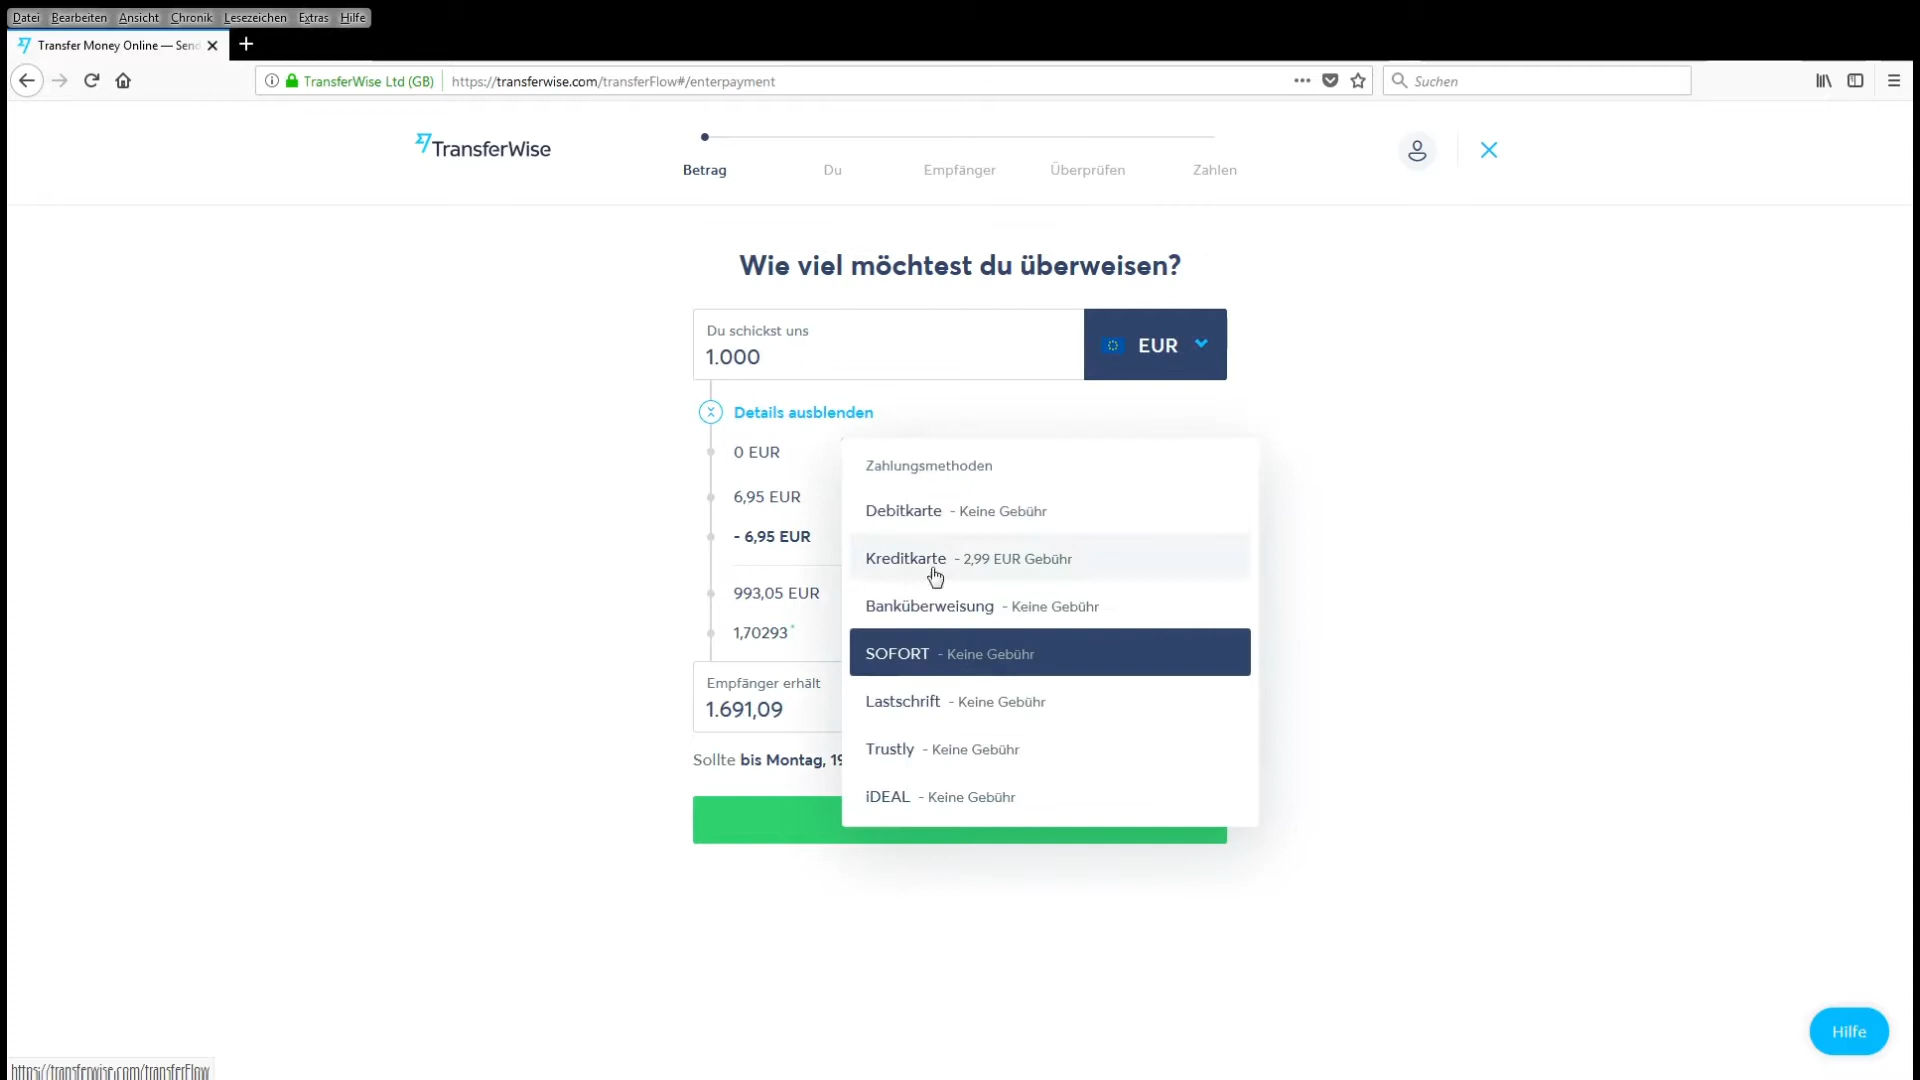 Datei Bearbeiten Ansicht Chronik Lesezeichen Extras Hilfe
Transfer Money Online — Send
TransferWise Ltd (GB) https://transferwise.com/transferFlow#/enterpayment Suchen
TransferWise
Betrag Du Empfänger Überprüfen Zahlen
Wie viel möchtest du überweisen?
Du schickst uns
1.000
EUR
Details ausblenden
0 EUR
6,95 EUR
- 6,95 EUR
993,05 EUR
1,70293*
Empfänger erhält
1.691,09
Sollte bis Montag, 19
Zahlungsmethoden
Debitkarte - Keine Gebühr
Kreditkarte - 2,99 EUR Gebühr
Banküberweisung - Keine Gebühr
SOFORT - Keine Gebühr
Lastschrift - Keine Gebühr
Trustly - Keine Gebühr
iDEAL - Keine Gebühr
Hilfe
https://transferwise.com/transferFlow